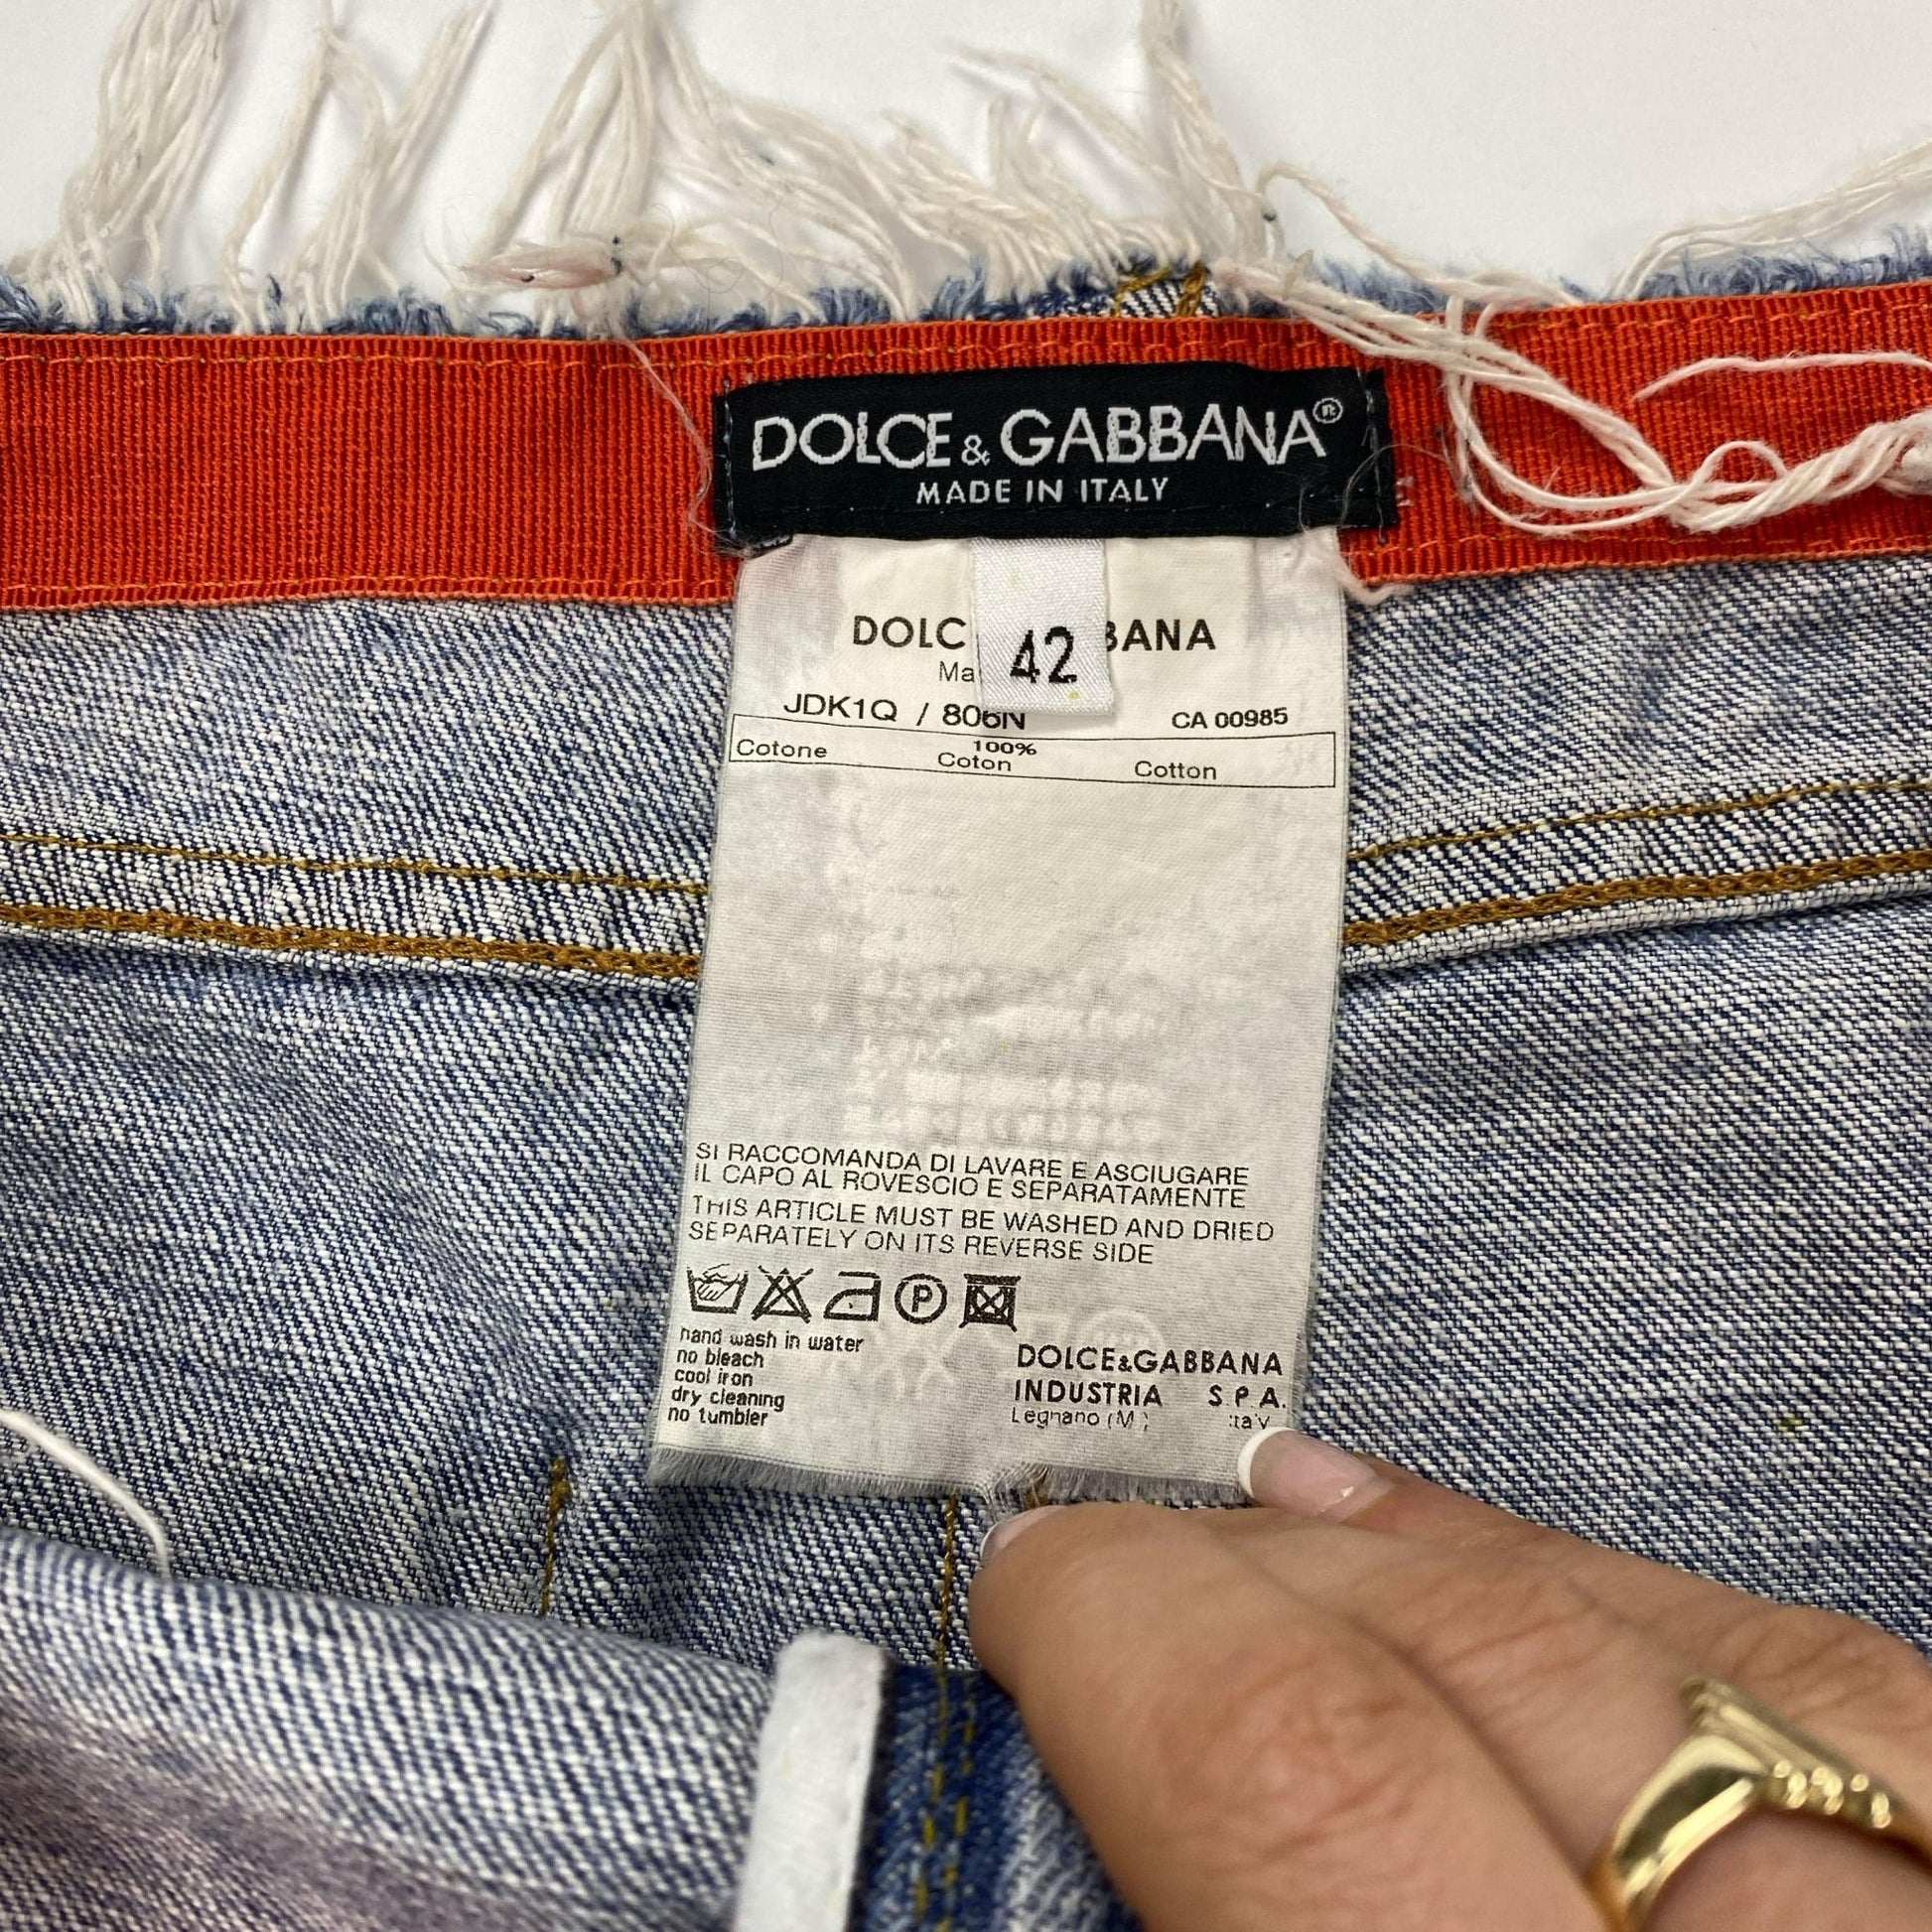 DOLCE & GABBANA®
MADE IN ITALY
42
DOLC BANA
Ma
JDK1Q / 806N
CA 00985
100%
Cotone Coton Cotton
SI RACCOMANDA DI LAVARE E ASCIUGARE
IL CAPO AL ROVESCIO E SEPARATAMENTE
THIS ARTICLE MUST BE WASHED AND DRIED
SEPARATELY ON ITS REVERSE SIDE
P
hand wash in water
no bleach
cool iron
dry cleaning
no tumbler
DOLCE&GABBANA
INDUSTRIA S P A.
Legnano (M ) Italy